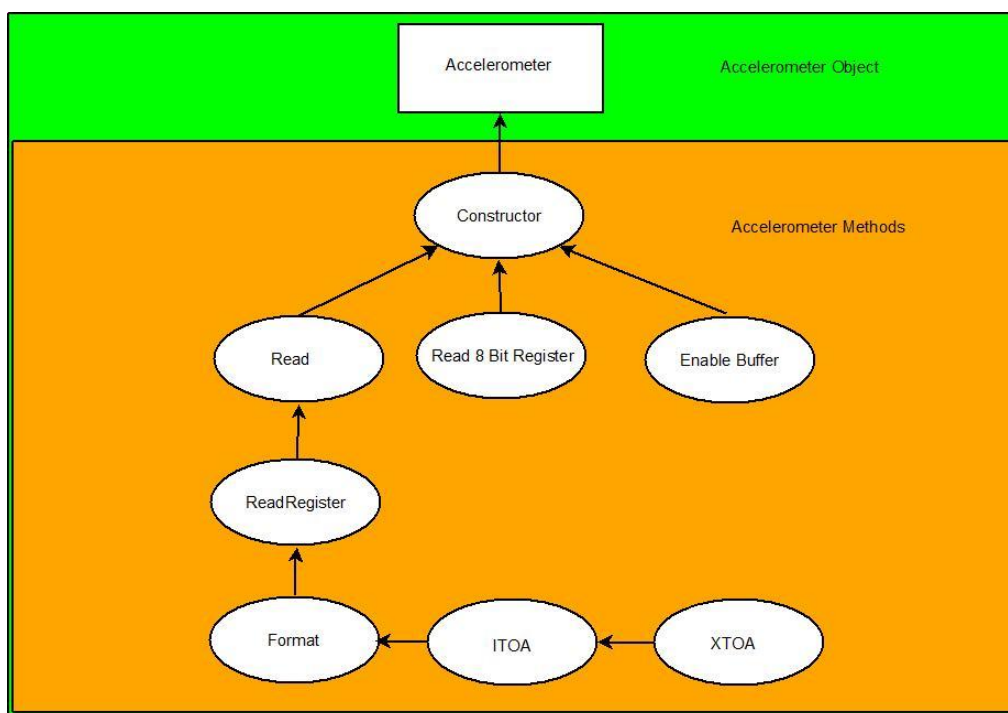 Accelerometer
Accelerometer Object
Constructor
Accelerometer Methods
Read
Read 8 Bit Register
Enable Buffer
ReadRegister
Format
ITOA
XTOA